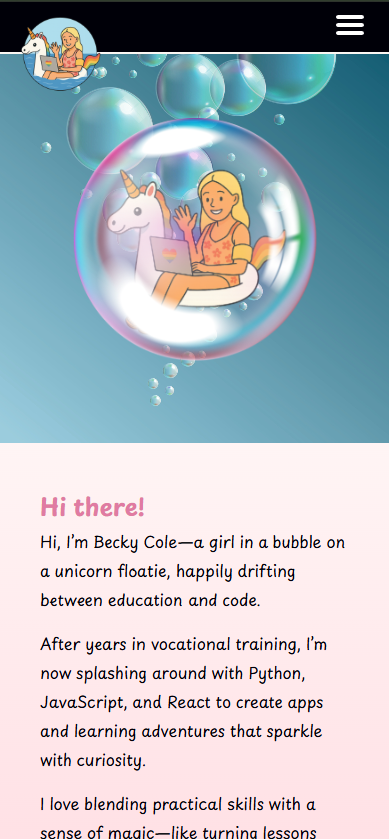 Hi there!
Hi, I'm Becky Cole—a girl in a bubble on
a unicorn floatie, happily drifting
between education and code.
After years in vocational training, I'm
now splashing around with Python,
JavaScript, and React to create apps
and learning adventures that sparkle
with curiosity.
I love blending practical skills with a
sense of magic—like turning lessons